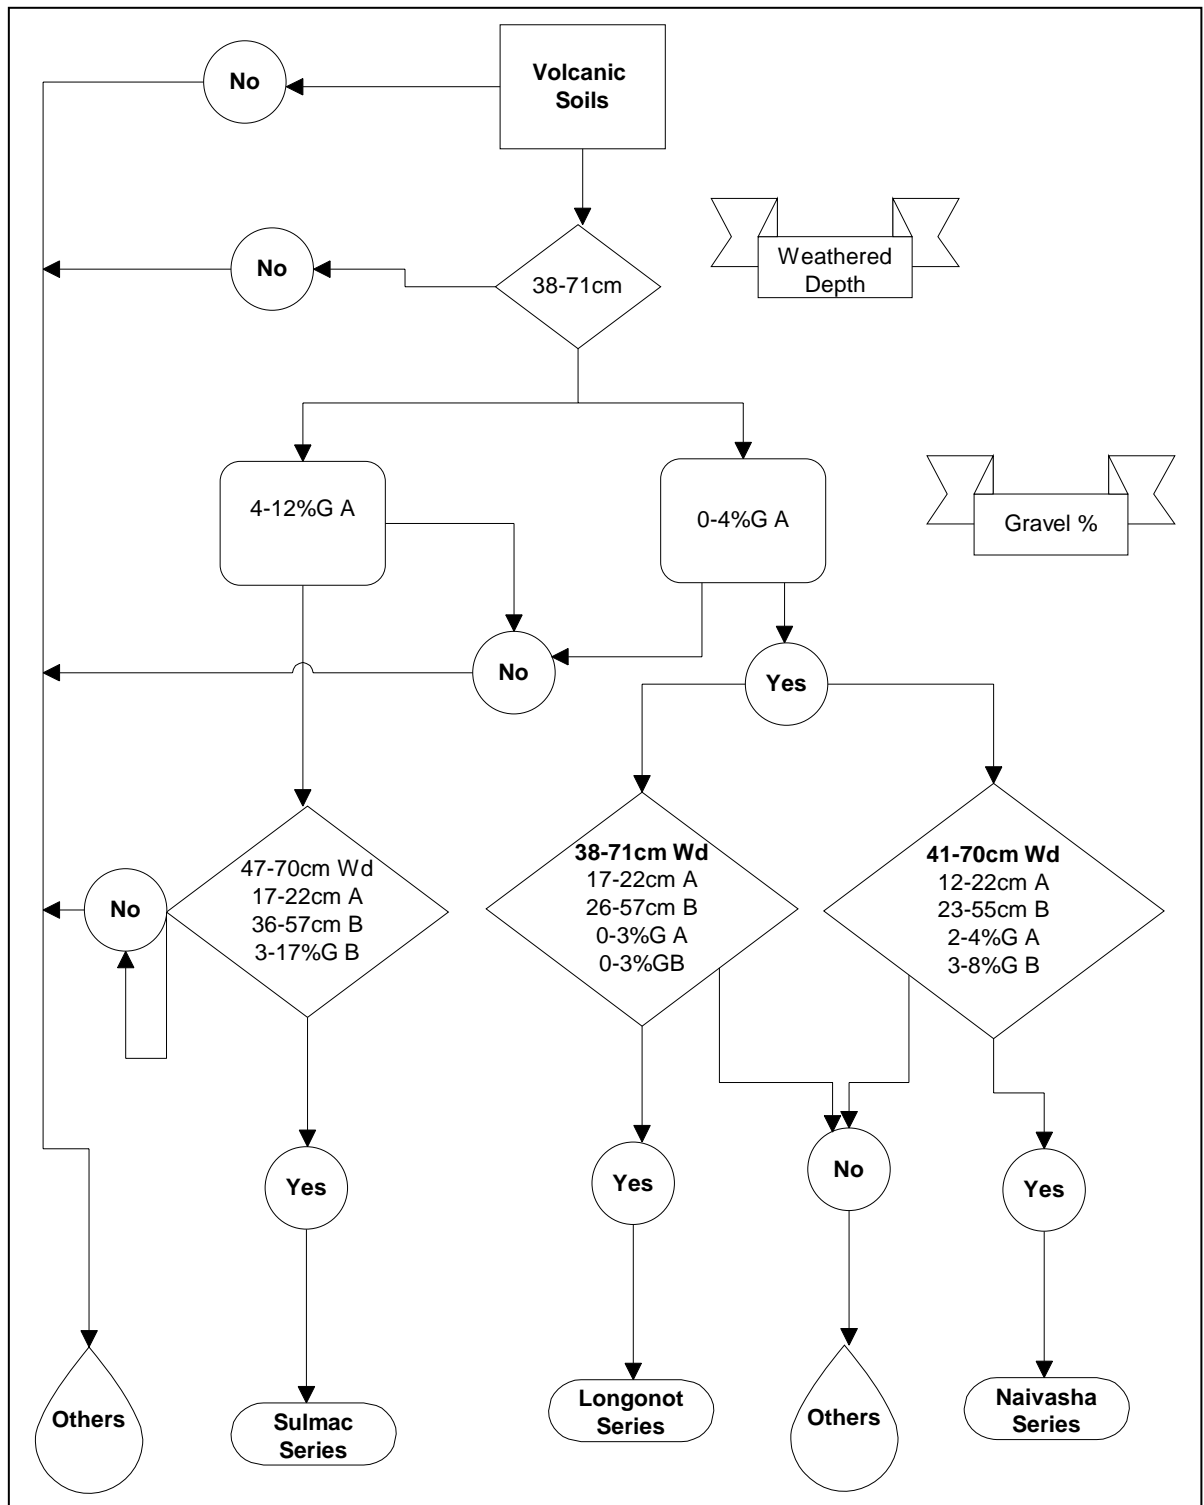 No
Volcanic
Soils
No
38-71cm
Weathered
Depth
4-12%G A
0-4%G A
Gravel %
No
Yes
No
47-70cm Wd
17-22cm A
36-57cm B
3-17%G B
38-71cm Wd
17-22cm A
26-57cm B
0-3%G A
0-3%GB
41-70cm Wd
12-22cm A
23-55cm B
2-4%G A
3-8%G B
Yes
Yes
No
Yes
Others
Sulmac
Series
Longonot
Series
Others
Naivasha
Series